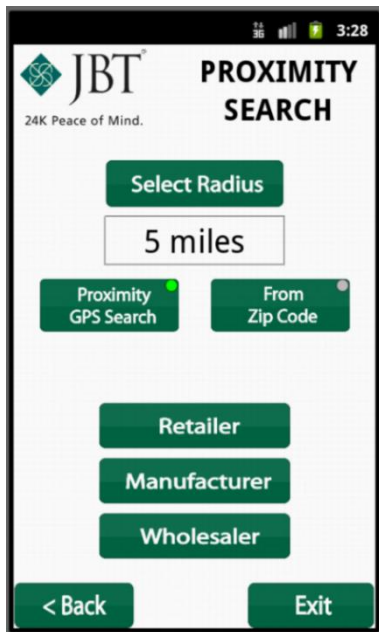 3G 3:28
JBT®
24K Peace of Mind.
PROXIMITY
SEARCH
Select Radius
5 miles
Proximity
GPS Search
From
Zip Code
Retailer
Manufacturer
Wholesaler
< Back
Exit